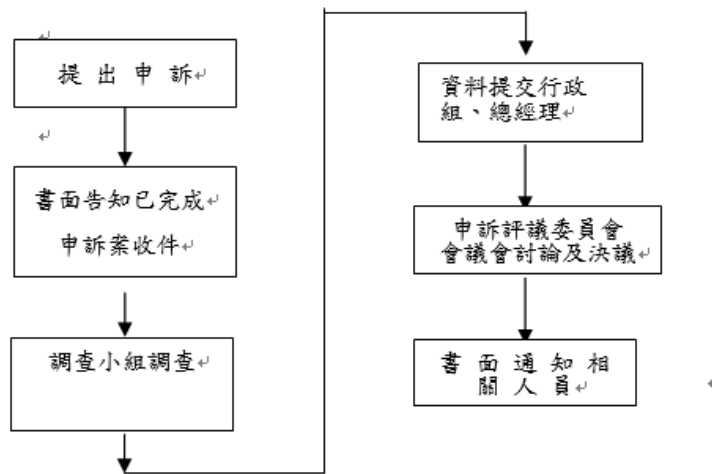 提出申訴
書面告知已完成
申訴案收件
調查小組調查
資料提交行政
組、總經理
申訴評議委員會
會議會討論及決議
書面通知相
關人員